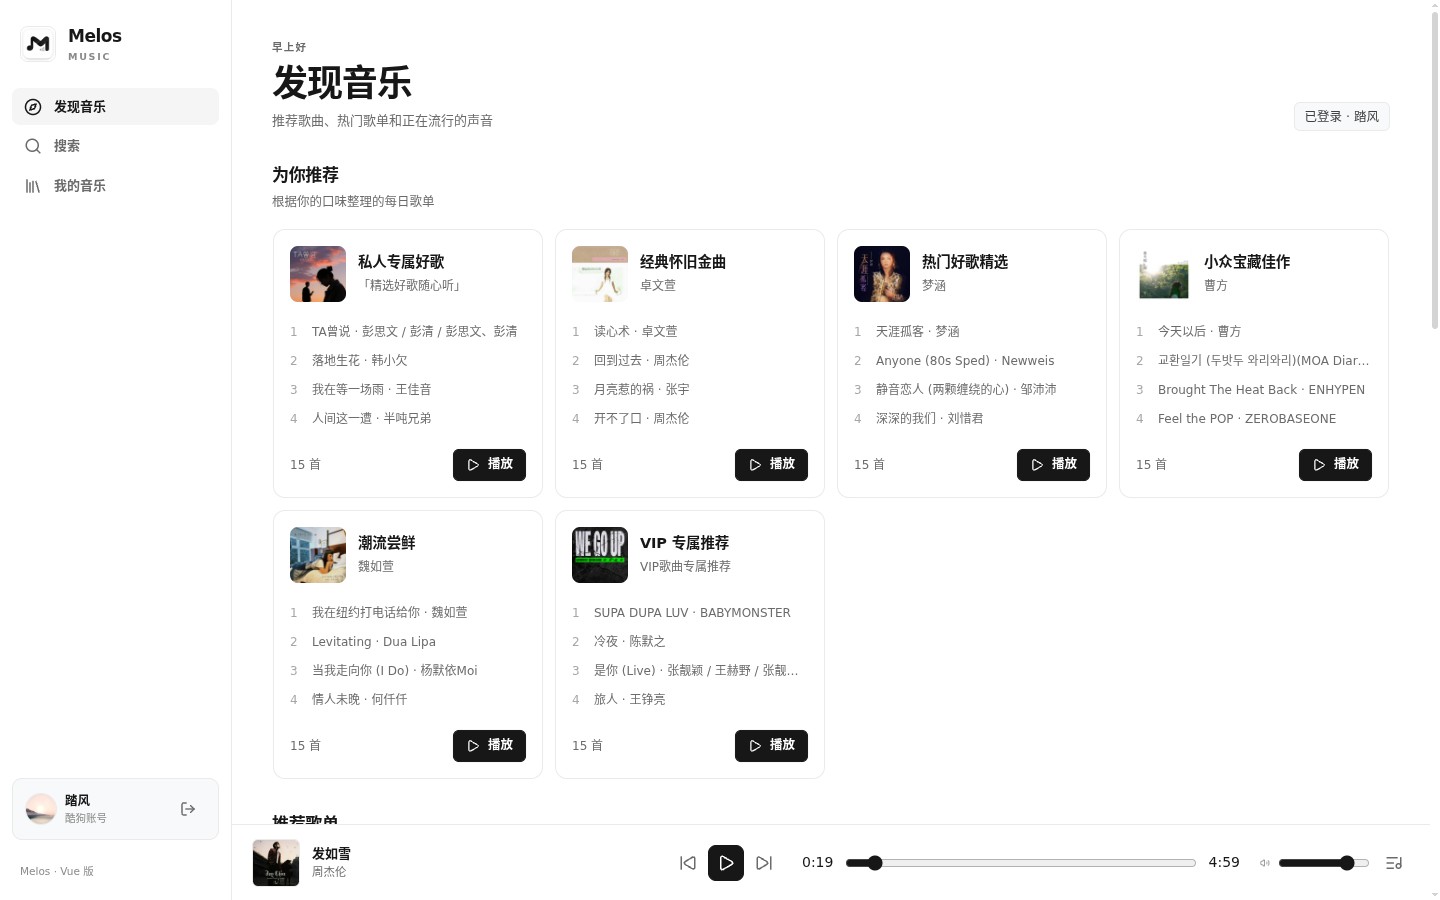 Melos
MUSIC
发现音乐
搜索
我的音乐
踏风
酷狗账号
Melos · Vue 版
早上好
发现音乐
推荐歌曲、热门歌单和正在流行的声音
已登录 · 踏风
为你推荐
根据你的口味整理的每日歌单
私人专属好歌
「精选好歌随心听」
1 TA曾说 · 彭思文 / 彭清 / 彭思文、彭清
2 落地生花 · 韩小欠
3 我在等一场雨 · 王佳音
4 人间这一遭 · 半吨兄弟
15 首
播放
经典怀旧金曲
卓文萱
1 读心术 · 卓文萱
2 回到过去 · 周杰伦
3 月亮惹的祸 · 张宇
4 开不了口 · 周杰伦
15 首
播放
热门好歌精选
梦涵
1 天涯孤客 · 梦涵
2 Anyone (80s Sped) · Newweis
3 静音恋人 (两颗缠绕的心) · 邹沛沛
4 深深的我们 · 刘惜君
15 首
播放
小众宝藏佳作
曹方
1 今天以后 · 曹方
2 교환일기 (두밧두 와리와리)(MOA Diar…
3 Brought The Heat Back · ENHYPEN
4 Feel the POP · ZEROBASEONE
15 首
播放
潮流尝鲜
魏如萱
1 我在纽约打电话给你 · 魏如萱
2 Levitating · Dua Lipa
3 当我走向你 (I Do) · 杨默依Moi
4 情人未晚 · 何仟仟
15 首
播放
WE GO UP
VIP 专属推荐
VIP歌曲专属推荐
1 SUPA DUPA LUV · BABYMONSTER
2 冷夜 · 陈默之
3 是你 (Live) · 张靓颖 / 王赫野 / 张靓…
4 旅人 · 王铮亮
15 首
播放
推荐歌单
发如雪
周杰伦
0:19
4:59